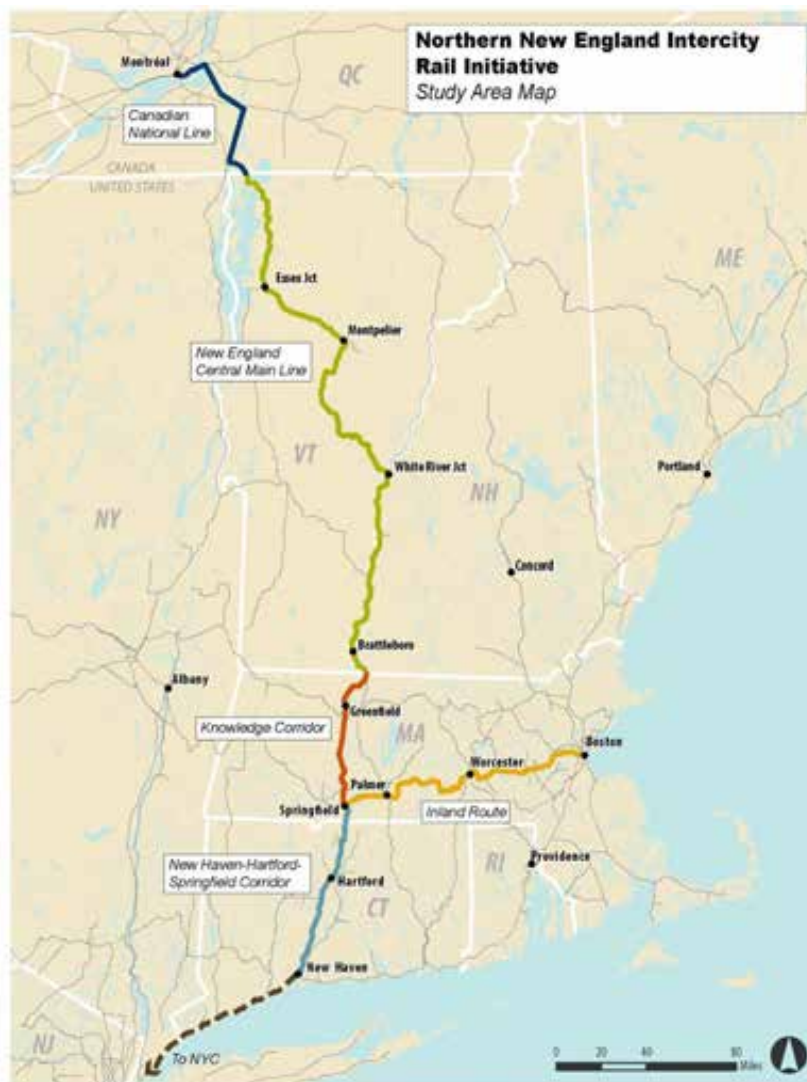 Northern New England Intercity
Rail Initiative
Study Area Map
Montréal
QC
Canadian
National Line
CANADA
UNITED STATES
ME
Essex Jct
Montpelier
New England
Central Main Line
VT
White River Jct
Portland
NH
NY
Concord
Brattleboro
Albany
Greenfield
Knowledge Corridor
MA
Boston
Worcester
Palmer
Springfield
Inland Route
New Haven-Hartford-
Springfield Corridor
RI
Providence
Hartford
CT
New Haven
NJ
To NYC
0 20 40 80
Miles